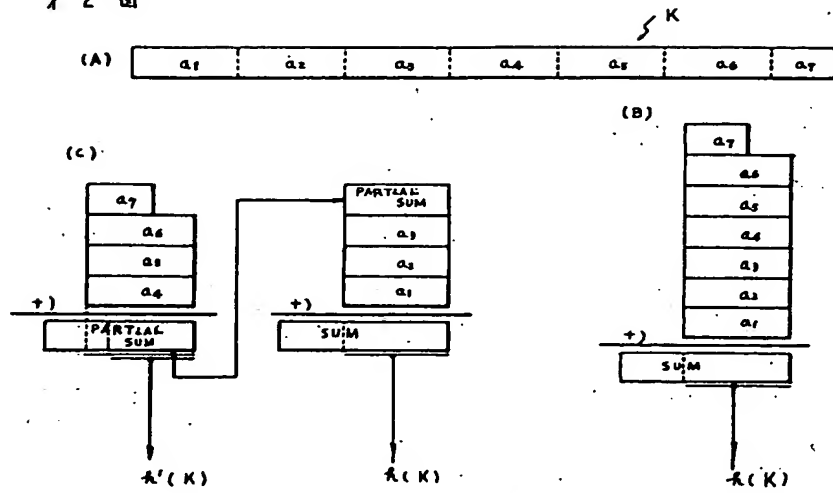 K
(A) a1 a2 a3 a4 a5 a6 a7
(B)
a7
a6
a5
a4
a3
a2
a1
+)
SUM
h(K)
(C)
a7
a6
a5
a4
+)
PARTIAL
SUM
h'(K)
PARTIAL
SUM
a3
a2
a1
+)
SUM
h(K)